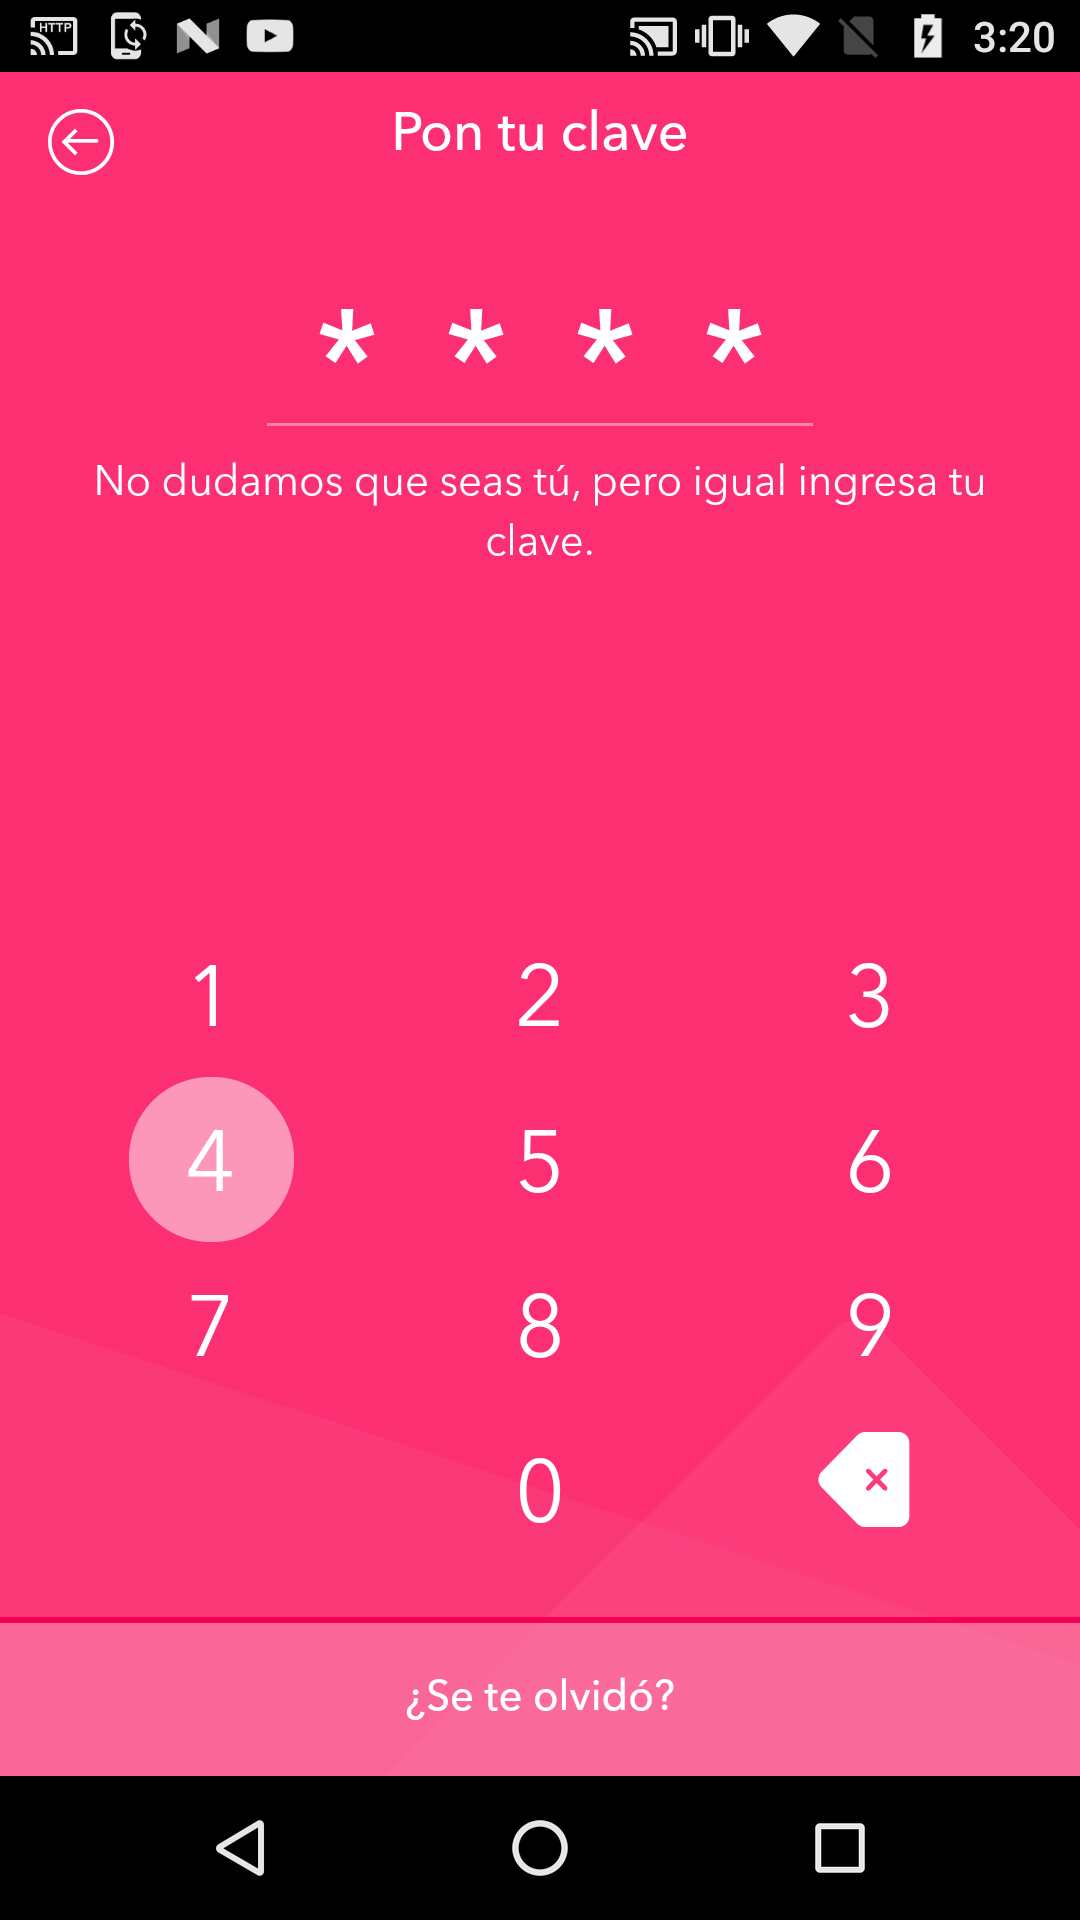 HTTP
3:20
Pon tu clave
* * * *
No dudamos que seas tú, pero igual ingresa tu
clave.
1 2 3
4 5 6
7 8 9
0
¿Se te olvidó?